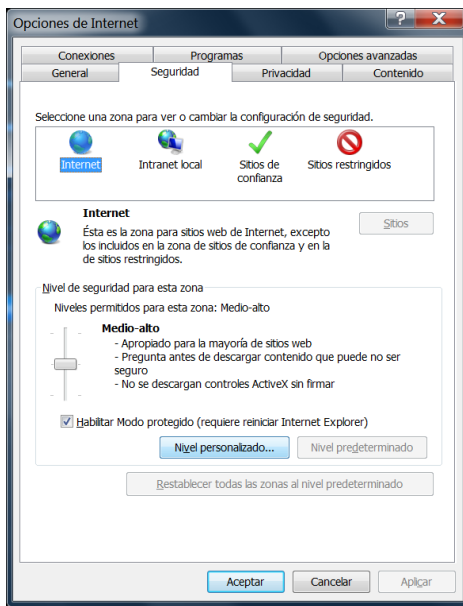 Opciones de Internet
Conexiones Programas Opciones avanzadas
General Seguridad Privacidad Contenido
Seleccione una zona para ver o cambiar la configuración de seguridad.
Internet Intranet local Sitios de confianza Sitios restringidos
Internet
Ésta es la zona para sitios web de Internet, excepto
los incluidos en la zona de sitios de confianza y en la
de sitios restringidos.
Sitios
Nivel de seguridad para esta zona
Niveles permitidos para esta zona: Medio-alto
Medio-alto
- Apropiado para la mayoría de sitios web
- Pregunta antes de descargar contenido que puede no ser
seguro
- No se descargan controles ActiveX sin firmar
Habilitar Modo protegido (requiere reiniciar Internet Explorer)
Nivel personalizado... Nivel predeterminado
Restablecer todas las zonas al nivel predeterminado
Aceptar Cancelar Aplicar